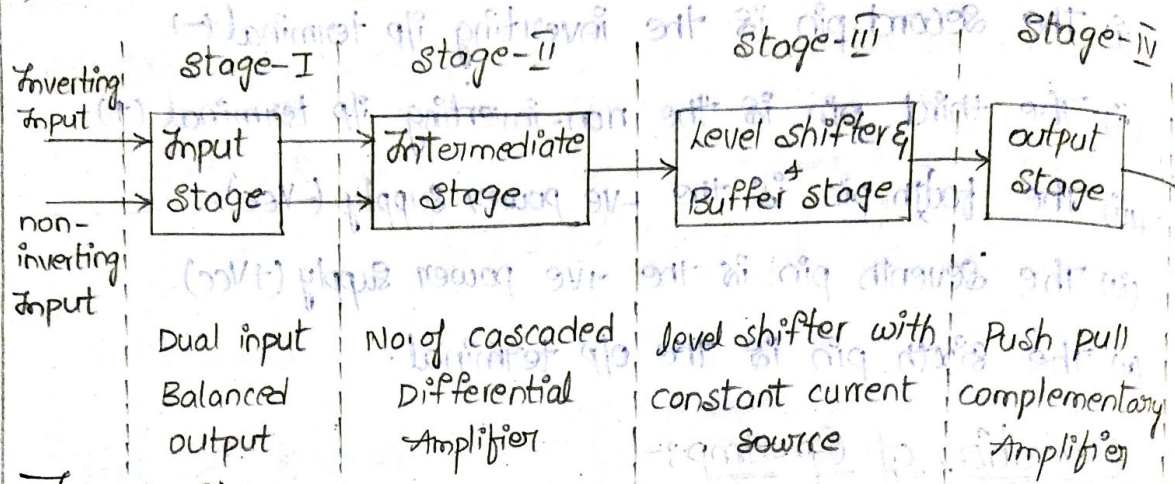 Stage-I
Stage-II
Stage-III
Stage-IV
Inverting
Input
non-
inverting
Input
Input
Stage
Intermediate
Stage
Level shifter &
Buffer stage
output
Stage
Dual input
Balanced
output
No. of cascaded
Differential
Amplifier
level shifter with
constant current
Source
Push pull
complementary
Amplifier